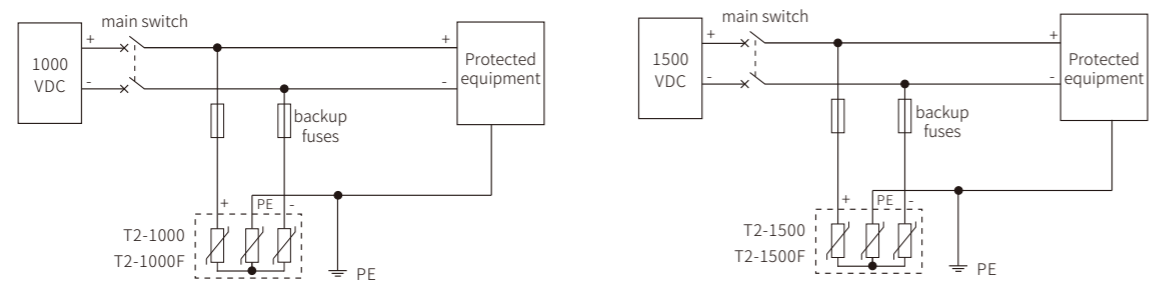 main switch
+ +
1000
VDC
Protected
equipment
- -
backup
fuses
+ PE -
T2-1000
T2-1000F
PE
main switch
+ +
1500
VDC
Protected
equipment
- -
backup
fuses
+ PE -
T2-1500
T2-1500F
PE